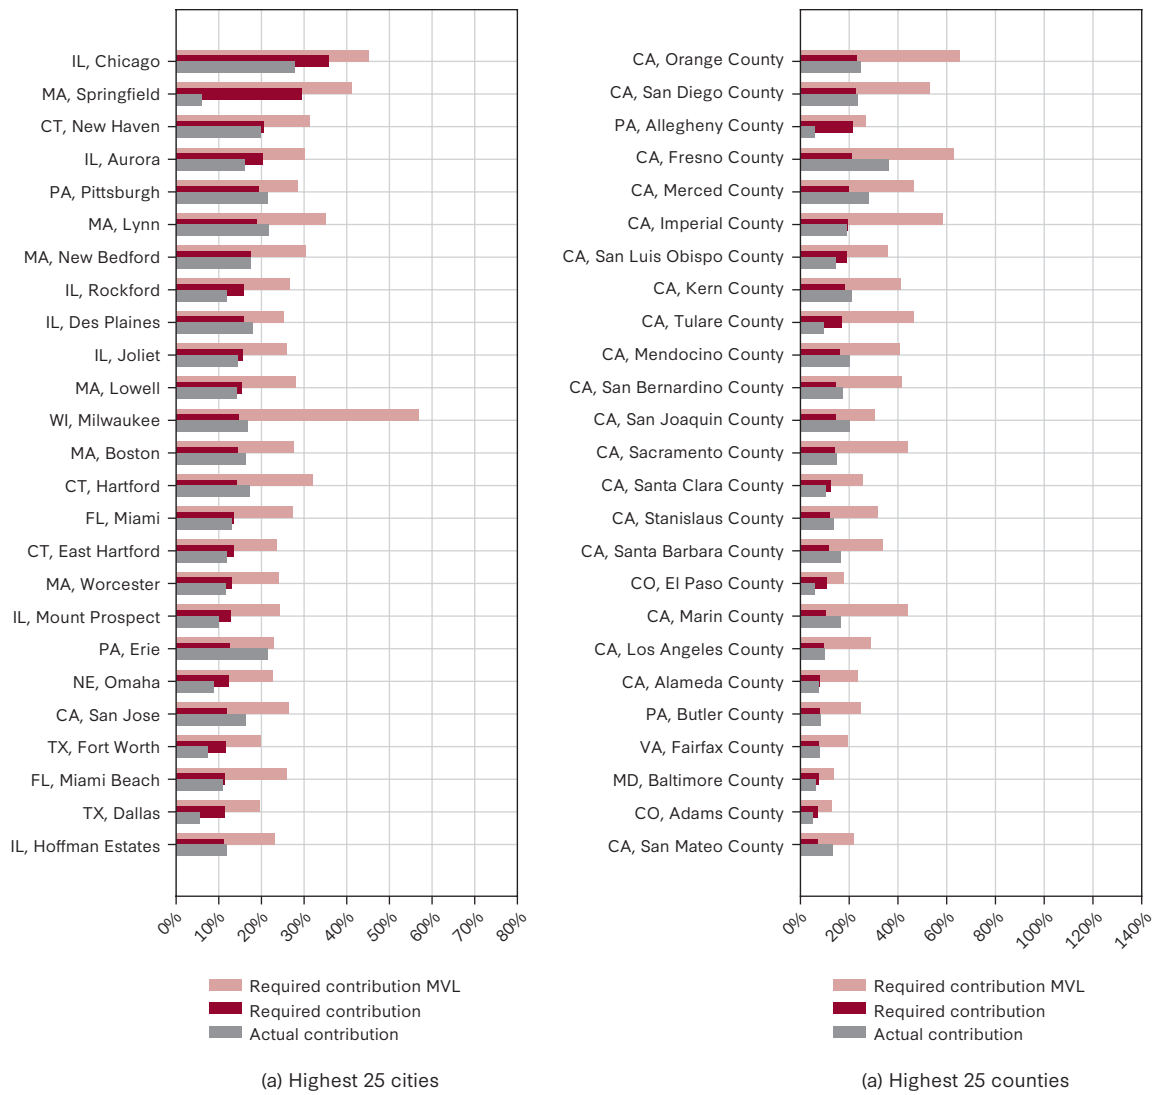 IL, Chicago
MA, Springfield
CT, New Haven
IL, Aurora
PA, Pittsburgh
MA, Lynn
MA, New Bedford
IL, Rockford
IL, Des Plaines
IL, Joliet
MA, Lowell
WI, Milwaukee
MA, Boston
CT, Hartford
FL, Miami
CT, East Hartford
MA, Worcester
IL, Mount Prospect
PA, Erie
NE, Omaha
CA, San Jose
TX, Fort Worth
FL, Miami Beach
TX, Dallas
IL, Hoffman Estates
0% 10% 20% 30% 40% 50% 60% 70% 80%
Required contribution MVL
Required contribution
Actual contribution
(a) Highest 25 cities
CA, Orange County
CA, San Diego County
PA, Allegheny County
CA, Fresno County
CA, Merced County
CA, Imperial County
CA, San Luis Obispo County
CA, Kern County
CA, Tulare County
CA, Mendocino County
CA, San Bernardino County
CA, San Joaquin County
CA, Sacramento County
CA, Santa Clara County
CA, Stanislaus County
CA, Santa Barbara County
CO, El Paso County
CA, Marin County
CA, Los Angeles County
CA, Alameda County
PA, Butler County
VA, Fairfax County
MD, Baltimore County
CO, Adams County
CA, San Mateo County
0% 20% 40% 60% 80% 100% 120% 140%
Required contribution MVL
Required contribution
Actual contribution
(a) Highest 25 counties